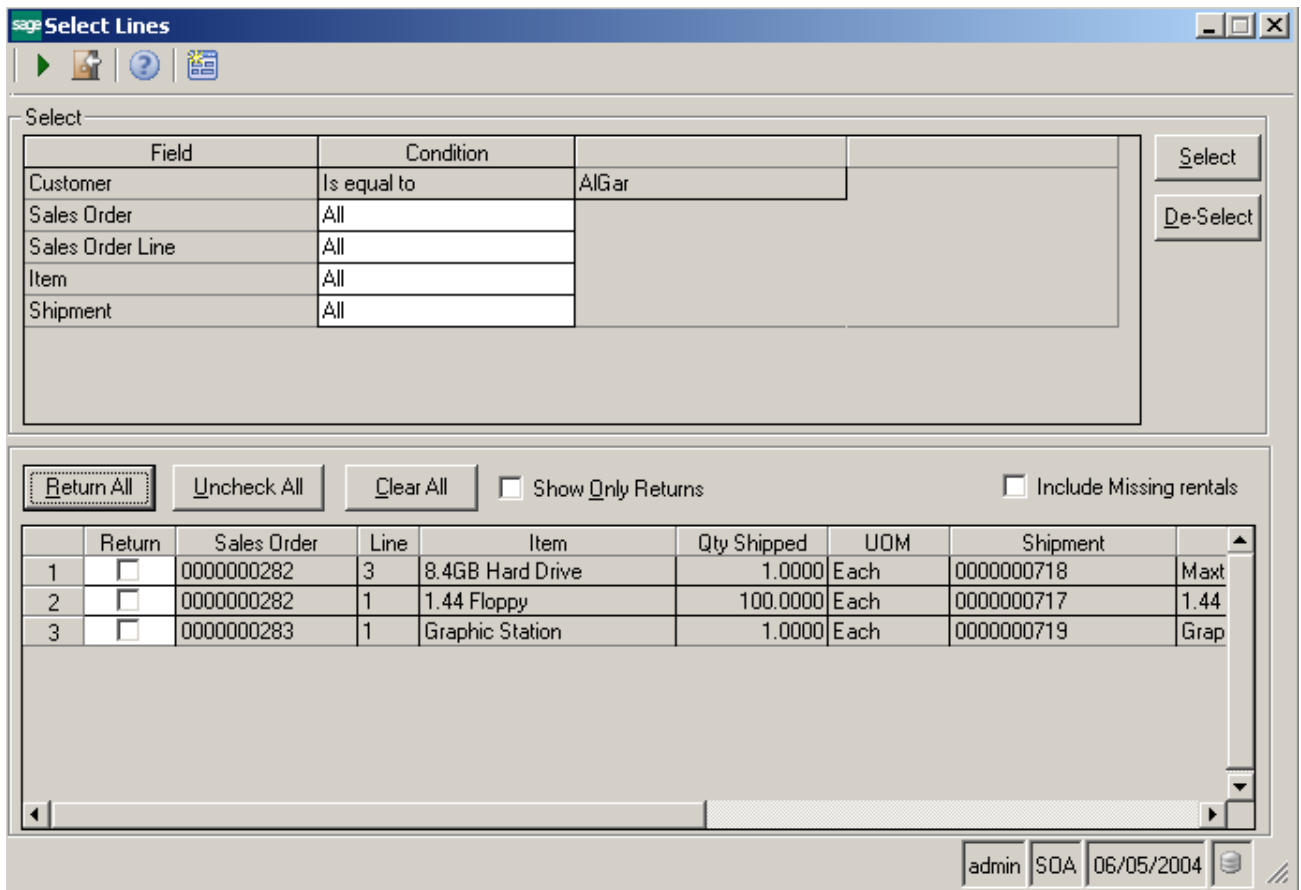 sage Select Lines
Select
Field Condition
Customer Is equal to AlGar
Sales Order All
Sales Order Line All
Item All
Shipment All
Select
De-Select
Return All Uncheck All Clear All Show Only Returns Include Missing rentals
Return Sales Order Line Item Qty Shipped UOM Shipment
1 0000000282 3 8.4GB Hard Drive 1.0000 Each 0000000718 Maxt
2 0000000282 1 1.44 Floppy 100.0000 Each 0000000717 1.44
3 0000000283 1 Graphic Station 1.0000 Each 0000000719 Grap
admin SOA 06/05/2004